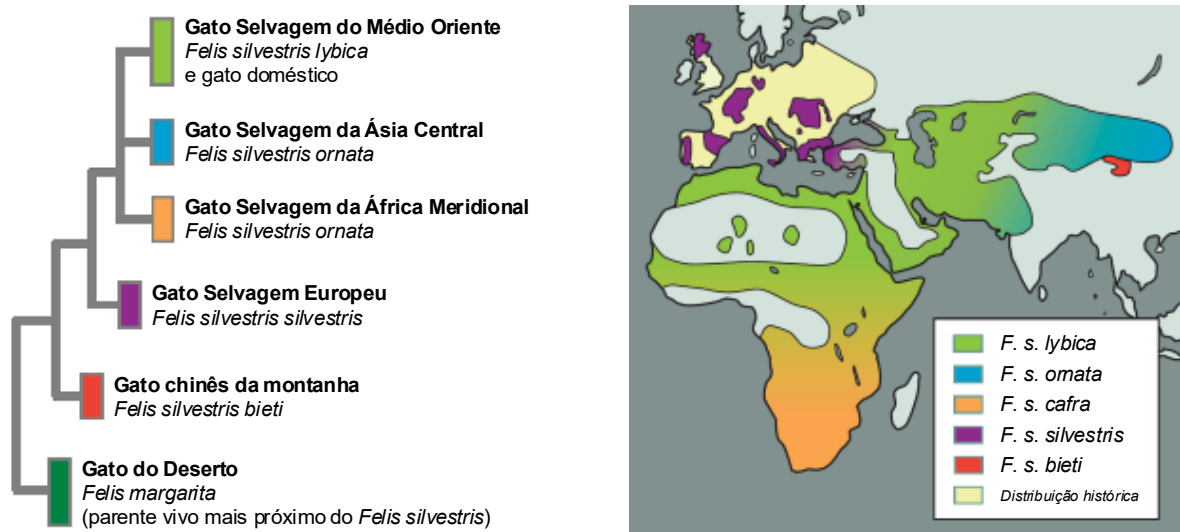 Gato Selvagem do Médio Oriente
Felis silvestris lybica
e gato doméstico
Gato Selvagem da Ásia Central
Felis silvestris ornata
Gato Selvagem da África Meridional
Felis silvestris ornata
Gato Selvagem Europeu
Felis silvestris silvestris
Gato chinês da montanha
Felis silvestris bieti
Gato do Deserto
Felis margarita
(parente vivo mais próximo do Felis silvestris)
F. s. lybica
F. s. ornata
F. s. cafra
F. s. silvestris
F. s. bieti
Distribuição histórica